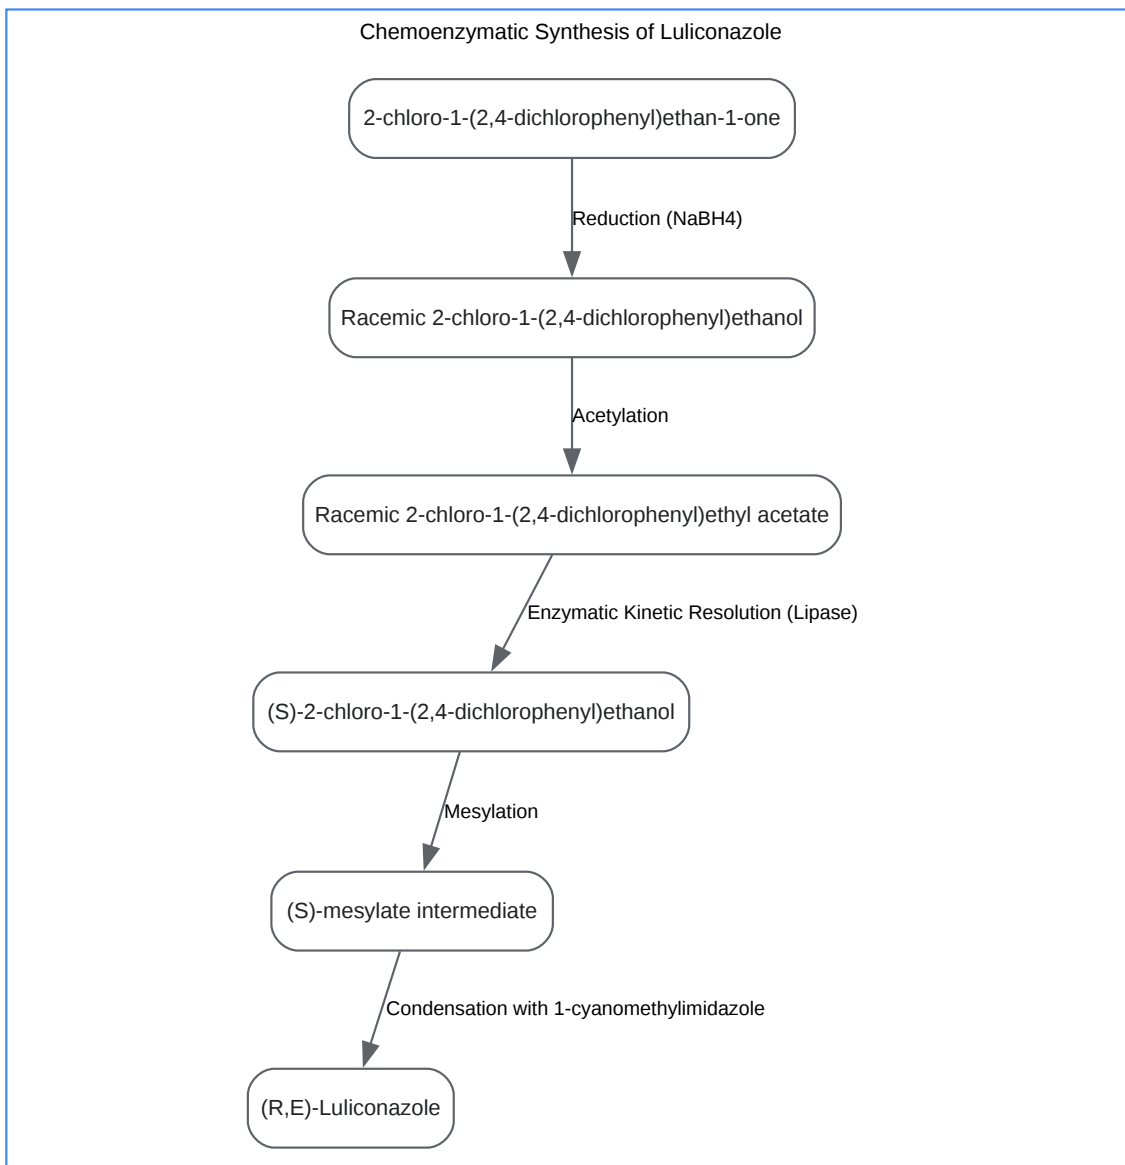 Chemoenzymatic Synthesis of Luliconazole
2-chloro-1-(2,4-dichlorophenyl)ethan-1-one
Reduction (NaBH4)
Racemic 2-chloro-1-(2,4-dichlorophenyl)ethanol
Acetylation
Racemic 2-chloro-1-(2,4-dichlorophenyl)ethyl acetate
Enzymatic Kinetic Resolution (Lipase)
(S)-2-chloro-1-(2,4-dichlorophenyl)ethanol
Mesylation
(S)-mesylate intermediate
Condensation with 1-cyanomethylimidazole
(R,E)-Luliconazole